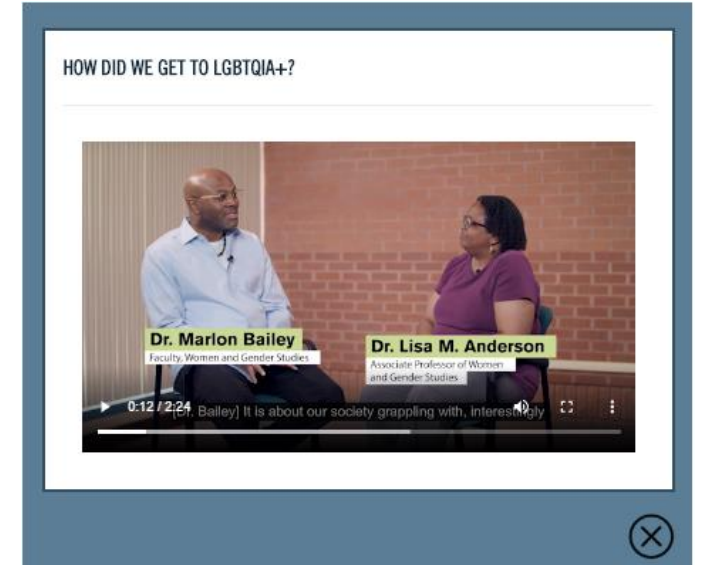 HOW DID WE GET TO LGBTQIA+?
Dr. Marlon Bailey
Faculty, Women and Gender Studies
Dr. Lisa M. Anderson
Associate Professor of Women
and Gender Studies
0:12 / 2:24
[Dr. Bailey] It is about our society grappling with, interestingly